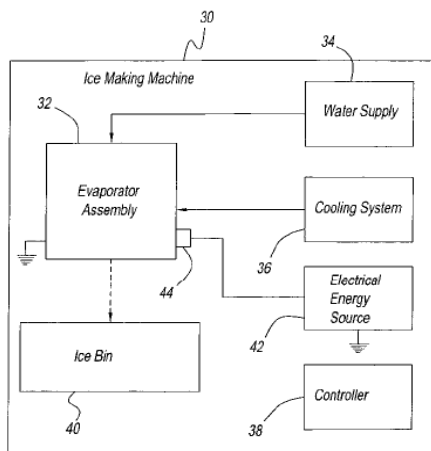 30
34
Ice Making Machine
32
Water Supply
Evaporator
Assembly
Cooling System
36
44
Electrical
Energy
Source
42
Ice Bin
Controller
40
38